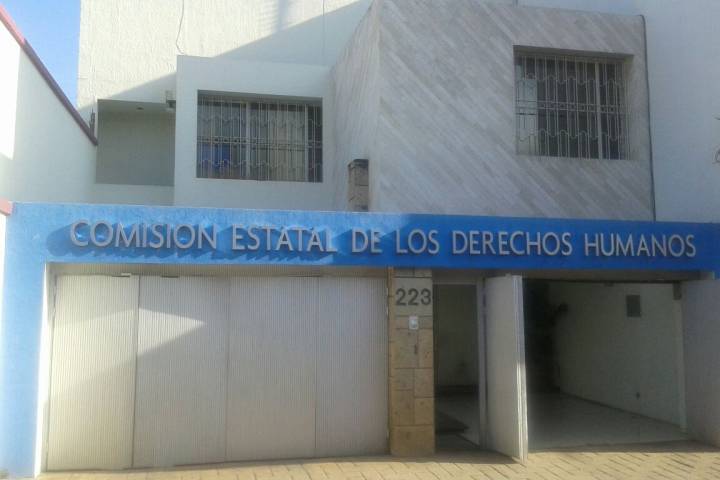 COMISION ESTATAL DE LOS DERECHOS HUMANOS
223